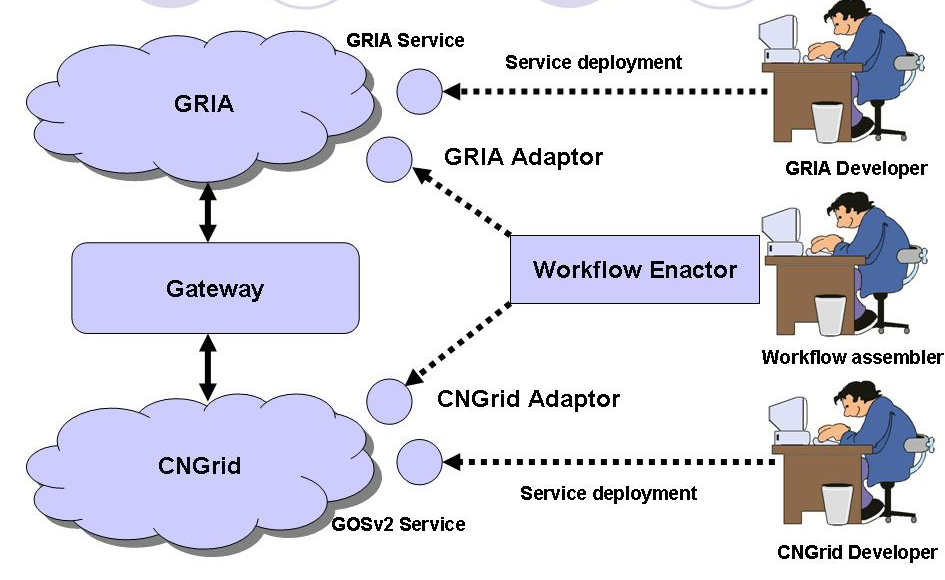 GRIA Service
Service deployment
GRIA
GRIA Adaptor
GRIA Developer
Gateway
Workflow Enactor
Workflow assembler
CNGrid Adaptor
CNGrid
Service deployment
GOSv2 Service
CNGrid Developer